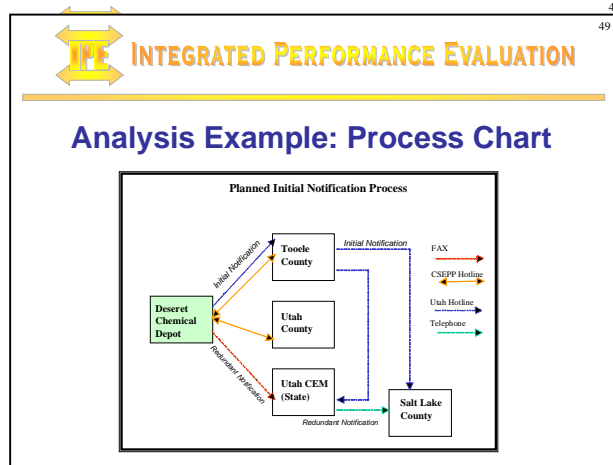 4
49
IPE INTEGRATED PERFORMANCE EVALUATION
Analysis Example: Process Chart
Planned Initial Notification Process
Initial Notification
Tooele
County
Initial Notification
FAX
CSEPP Hotline
Utah Hotline
Telephone
Deseret
Chemical
Depot
Utah
County
Redundant Notification
Utah CEM
(State)
Redundant Notification
Salt Lake
County